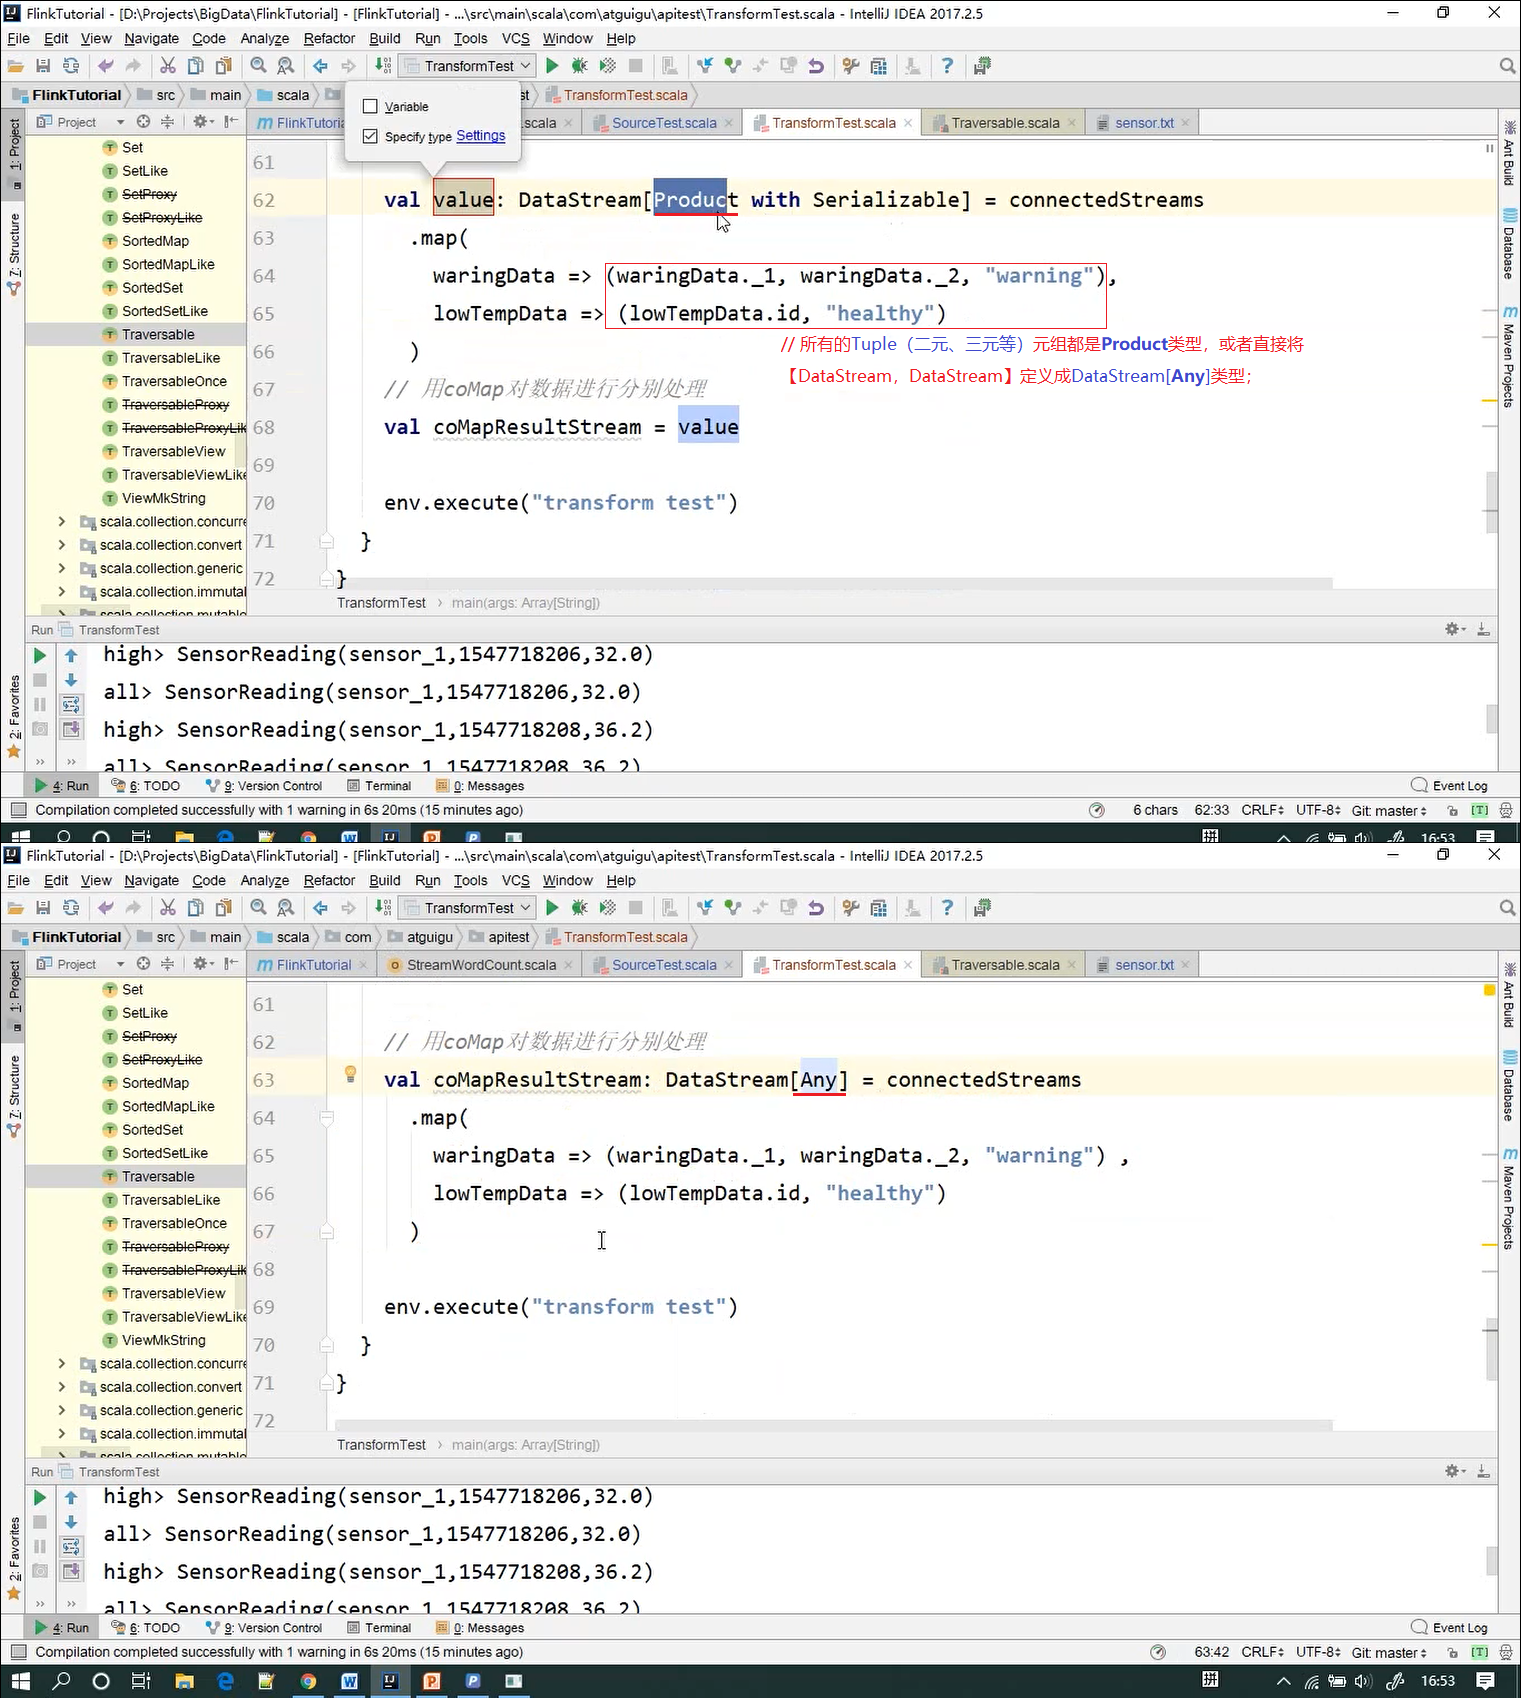 FlinkTutorial - [D:\Projects\BigData\FlinkTutorial] - [FlinkTutorial] - ...\src\main\scala\com\atguigu\apitest\TransformTest.scala - IntelliJ IDEA 2017.2.5
File Edit View Navigate Code Analyze Refactor Build Run Tools VCS Window Help
TransformTest
FlinkTutorial src main scala st TransformTest.scala
Variable
Specify type Settings
Project FlinkTutoria .scala SourceTest.scala TransformTest.scala Traversable.scala sensor.txt
1: Project
7: Structure
2: Favorites
Ant Build
Database
Maven Projects
Set
SetLike
SetProxy
SetProxyLike
SortedMap
SortedMapLike
SortedSet
SortedSetLike
Traversable
TraversableLike
TraversableOnce
TraversableProxy
TraversableProxyLik
TraversableView
TraversableViewLike
ViewMkString
scala.collection.concurre
scala.collection.convert
scala.collection.generic
scala.collection.immutal
scala.collection.mutable
61
62 val value: DataStream[Product with Serializable] = connectedStreams
63 .map(
64 waringData => (waringData._1, waringData._2, "warning"),
65 lowTempData => (lowTempData.id, "healthy")
66 )
// 所有的Tuple（二元、三元等）元组都是Product类型，或者直接将
【DataStream，DataStream】定义成DataStream[Any]类型；
67 // 用coMap对数据进行分别处理
68 val coMapResultStream = value
69
70 env.execute("transform test")
71 }
72 }
TransformTest › main(args: Array[String])
Run TransformTest
high> SensorReading(sensor_1,1547718206,32.0)
all> SensorReading(sensor_1,1547718206,32.0)
high> SensorReading(sensor_1,1547718208,36.2)
all> SensorReading(sensor_1,1547718208,36.2)
4: Run 6: TODO 9: Version Control Terminal 0: Messages Event Log
Compilation completed successfully with 1 warning in 6s 20ms (15 minutes ago) 6 chars 62:33 CRLF UTF-8 Git: master [T]
拼 16:53
FlinkTutorial - [D:\Projects\BigData\FlinkTutorial] - [FlinkTutorial] - ...\src\main\scala\com\atguigu\apitest\TransformTest.scala - IntelliJ IDEA 2017.2.5
File Edit View Navigate Code Analyze Refactor Build Run Tools VCS Window Help
TransformTest
FlinkTutorial src main scala com atguigu apitest TransformTest.scala
Project FlinkTutorial StreamWordCount.scala SourceTest.scala TransformTest.scala Traversable.scala sensor.txt
1: Project
7: Structure
2: Favorites
Ant Build
Database
Maven Projects
Set
SetLike
SetProxy
SetProxyLike
SortedMap
SortedMapLike
SortedSet
SortedSetLike
Traversable
TraversableLike
TraversableOnce
TraversableProxy
TraversableProxyLik
TraversableView
TraversableViewLike
ViewMkString
scala.collection.concurre
scala.collection.convert
scala.collection.generic
scala.collection.immutal
scala.collection.mutable
61
62 // 用coMap对数据进行分别处理
63 val coMapResultStream: DataStream[Any] = connectedStreams
64 .map(
65 waringData => (waringData._1, waringData._2, "warning") ,
66 lowTempData => (lowTempData.id, "healthy")
67 )
68
69 env.execute("transform test")
70 }
71 }
72
TransformTest › main(args: Array[String])
Run TransformTest
high> SensorReading(sensor_1,1547718206,32.0)
all> SensorReading(sensor_1,1547718206,32.0)
high> SensorReading(sensor_1,1547718208,36.2)
all> SensorReading(sensor_1,1547718208,36.2)
4: Run 6: TODO 9: Version Control Terminal 0: Messages Event Log
Compilation completed successfully with 1 warning in 6s 20ms (15 minutes ago) 63:42 CRLF UTF-8 Git: master [T]
拼 16:53